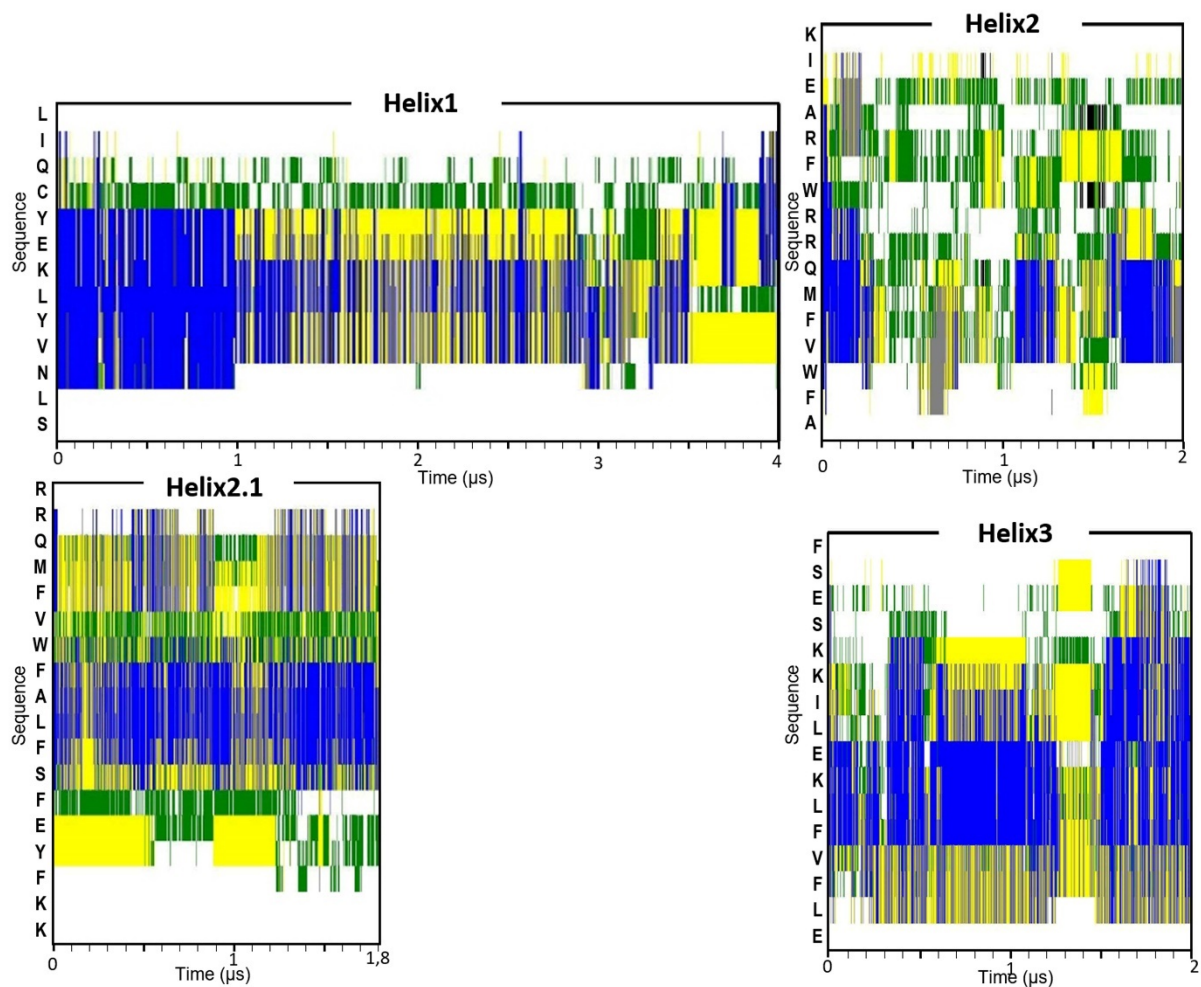 Helix1
Sequence
L
I
Q
C
Y
E
K
L
Y
V
N
L
S
0 1 2 3 4
Time (µs)
Helix2
Sequence
K
I
E
A
R
F
W
R
R
Q
M
F
V
W
F
A
0 1 2
Time (µs)
Helix2.1
Sequence
R
R
Q
M
F
V
W
F
A
L
F
S
F
E
Y
F
K
K
0 1 1,8
Time (µs)
Helix3
Sequence
F
S
E
S
K
K
I
L
E
K
L
F
V
F
L
E
0 1 2
Time (µs)